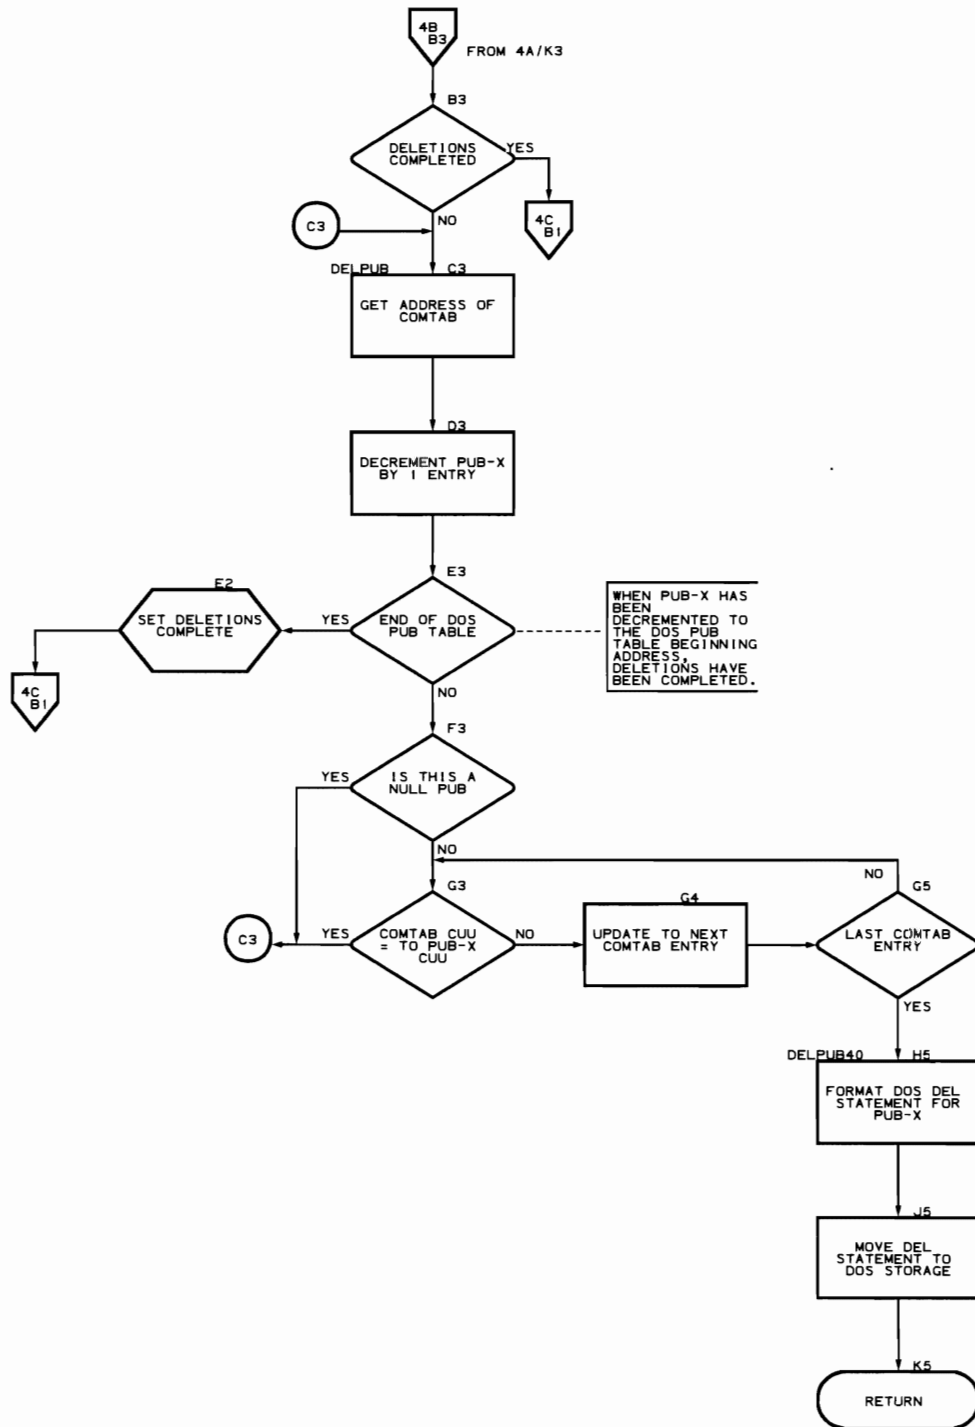 4B
B3
FROM 4A/K3
B3
DELETIONS
COMPLETED
YES
4C
B1
NO
C3
DELPUB
C3
GET ADDRESS OF
COMTAB
D3
DECREMENT PUB-X
BY 1 ENTRY
E3
END OF DOS
PUB TABLE
YES
E2
SET DELETIONS
COMPLETE
4C
B1
WHEN PUB-X HAS
BEEN
DECREMENTED TO
THE DOS PUB
TABLE BEGINNING
ADDRESS,
DELETIONS HAVE
BEEN COMPLETED.
NO
F3
IS THIS A
NULL PUB
YES
NO
G3
COMTAB CUU
= TO PUB-X
CUU
YES
C3
NO
G4
UPDATE TO NEXT
COMTAB ENTRY
NO
G5
LAST COMTAB
ENTRY
YES
DELPUB40
H5
FORMAT DOS DEL
STATEMENT FOR
PUB-X
J5
MOVE DEL
STATEMENT TO
DOS STORAGE
K5
RETURN